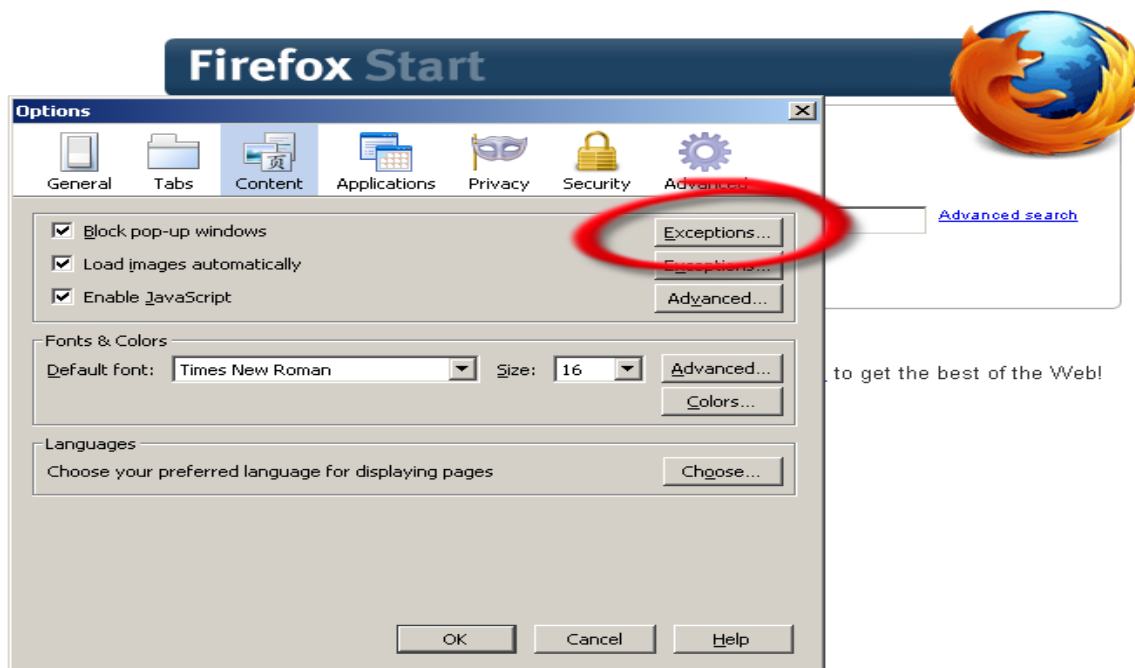 Firefox Start
Options
General Tabs Content Applications Privacy Security Advanced
页
Block pop-up windows Exceptions...
Advanced search
Load images automatically Exceptions...
Enable JavaScript Advanced...
Fonts & Colors
Default font: Times New Roman Size: 16 Advanced...
to get the best of the Web!
Colors...
Languages
Choose your preferred language for displaying pages Choose...
OK Cancel Help